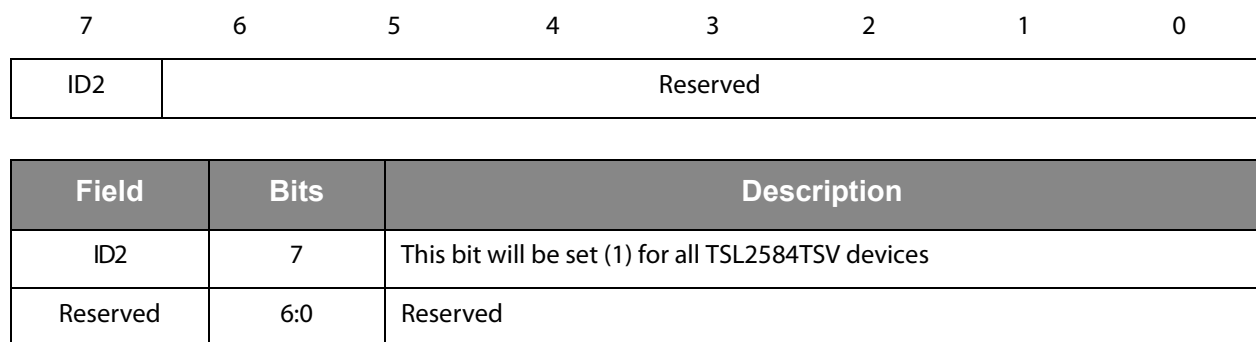 7 6 5 4 3 2 1 0
ID2 Reserved
Field Bits Description
ID2 7 This bit will be set (1) for all TSL2584TSV devices
Reserved 6:0 Reserved